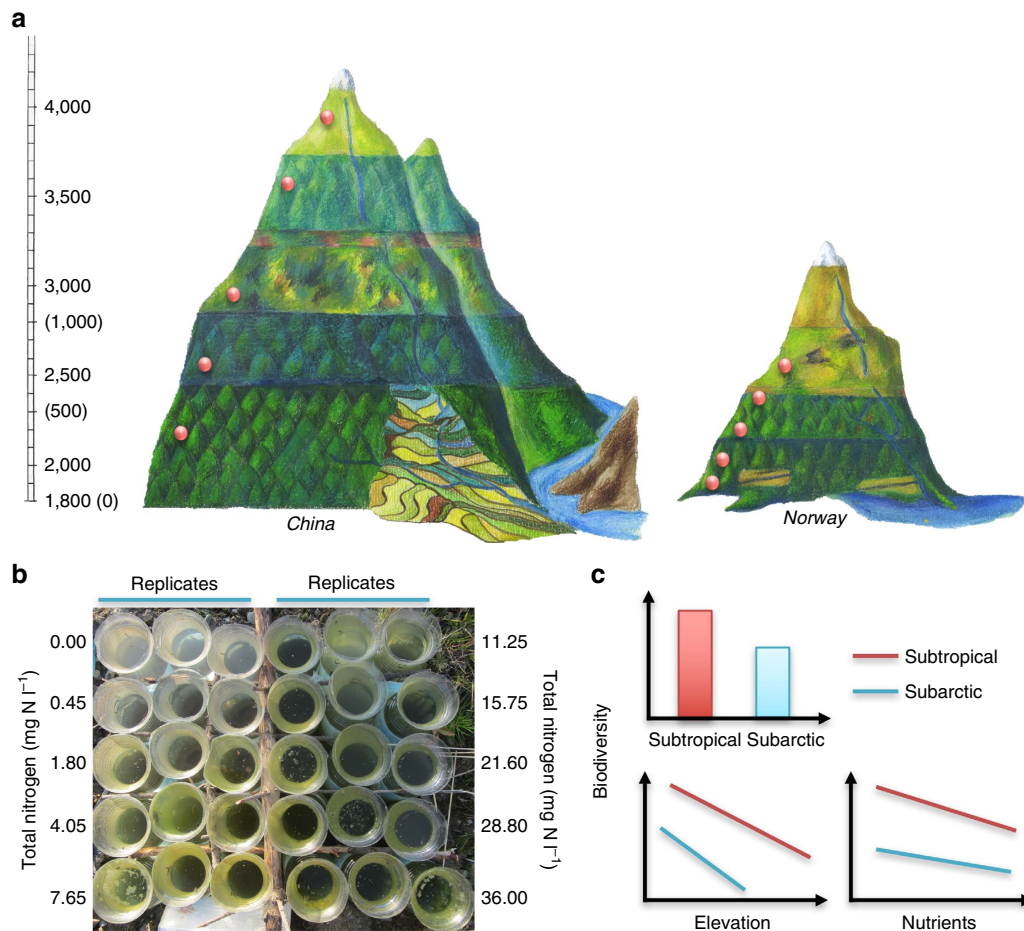 a
4,000
3,500
3,000
(1,000)
2,500
(500)
2,000
1,800 (0)
China
Norway
b
Replicates
Replicates
Total nitrogen (mg N l⁻¹)
0.00
0.45
1.80
4.05
7.65
11.25
15.75
21.60
28.80
36.00
Total nitrogen (mg N l⁻¹)
c
Biodiversity
Subtropical Subarctic
Subtropical
Subarctic
Elevation
Nutrients